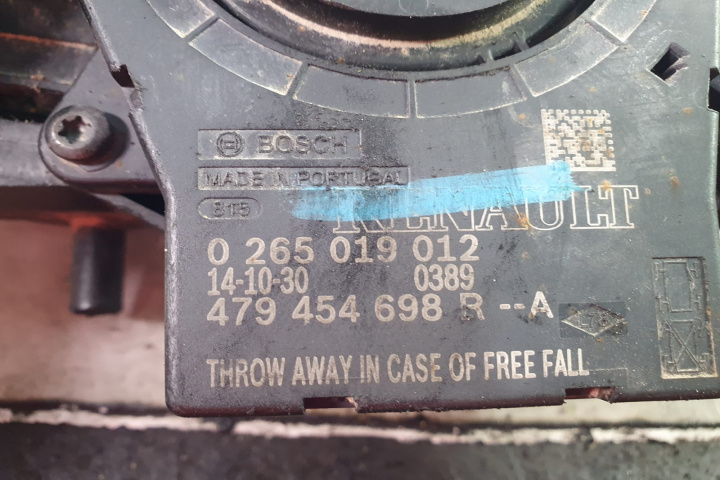 BOSCH
MADE IN PORTUGAL
815
RENAULT
0 265 019 012
14-10-30 0389
479 454 698 R --A
THROW AWAY IN CASE OF FREE FALL